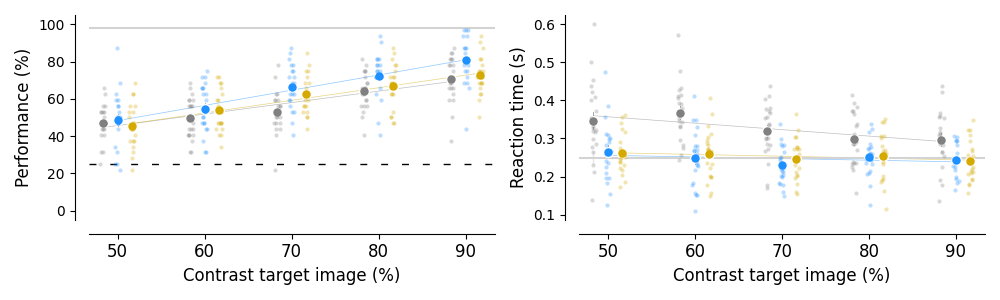 Performance (%)
100
80
60
40
20
0
50 60 70 80 90
Contrast target image (%)
Reaction time (s)
0.6
0.5
0.4
0.3
0.2
0.1
50 60 70 80 90
Contrast target image (%)